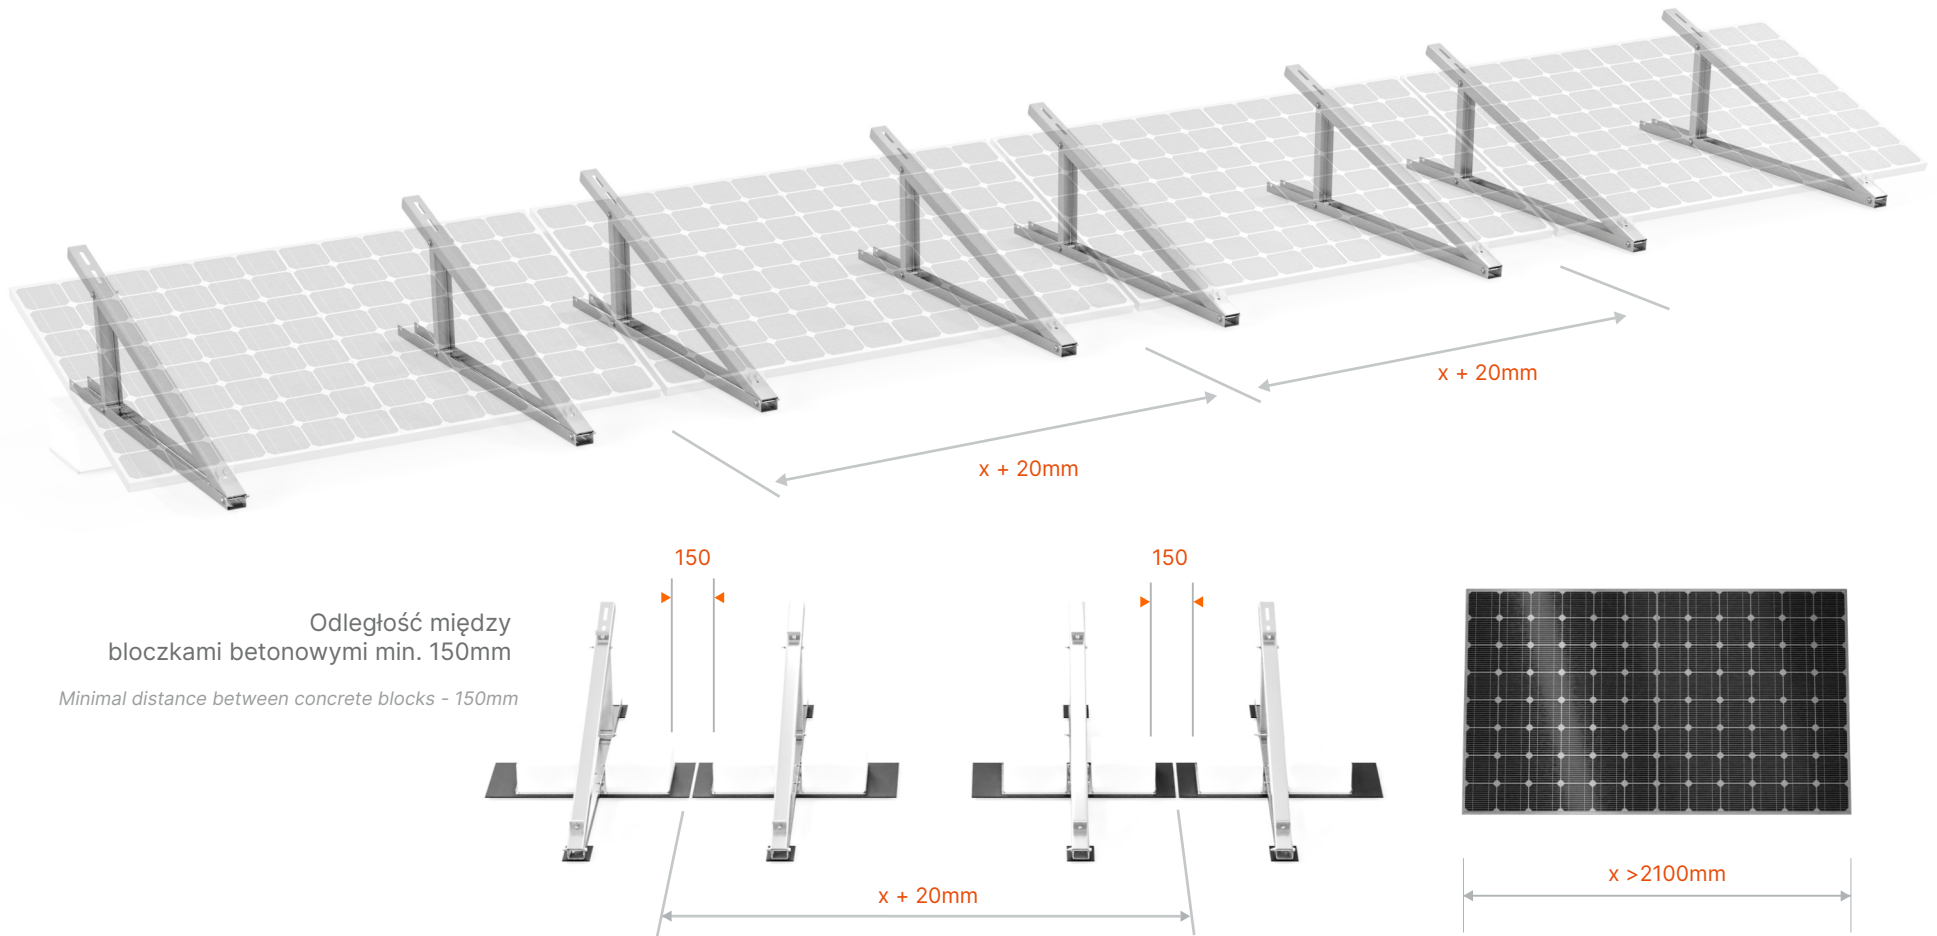 x + 20mm
x + 20mm
150
150
Odległość między
bloczkami betonowymi min. 150mm
Minimal distance between concrete blocks - 150mm
x >2100mm
x + 20mm